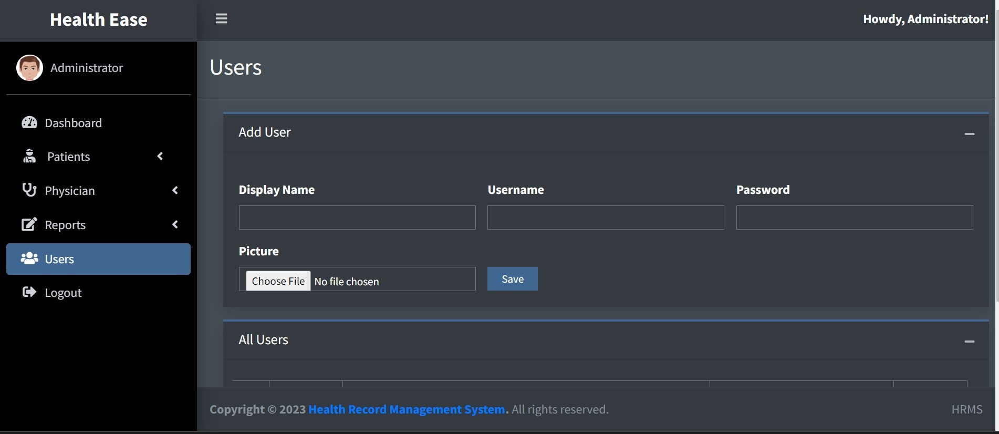 Health Ease
Howdy, Administrator!
Administrator
Dashboard
Patients
Physician
Reports
Users
Logout
Users
Add User
Display Name
Username
Password
Picture
Choose File No file chosen
Save
All Users
Copyright © 2023 Health Record Management System. All rights reserved.
HRMS